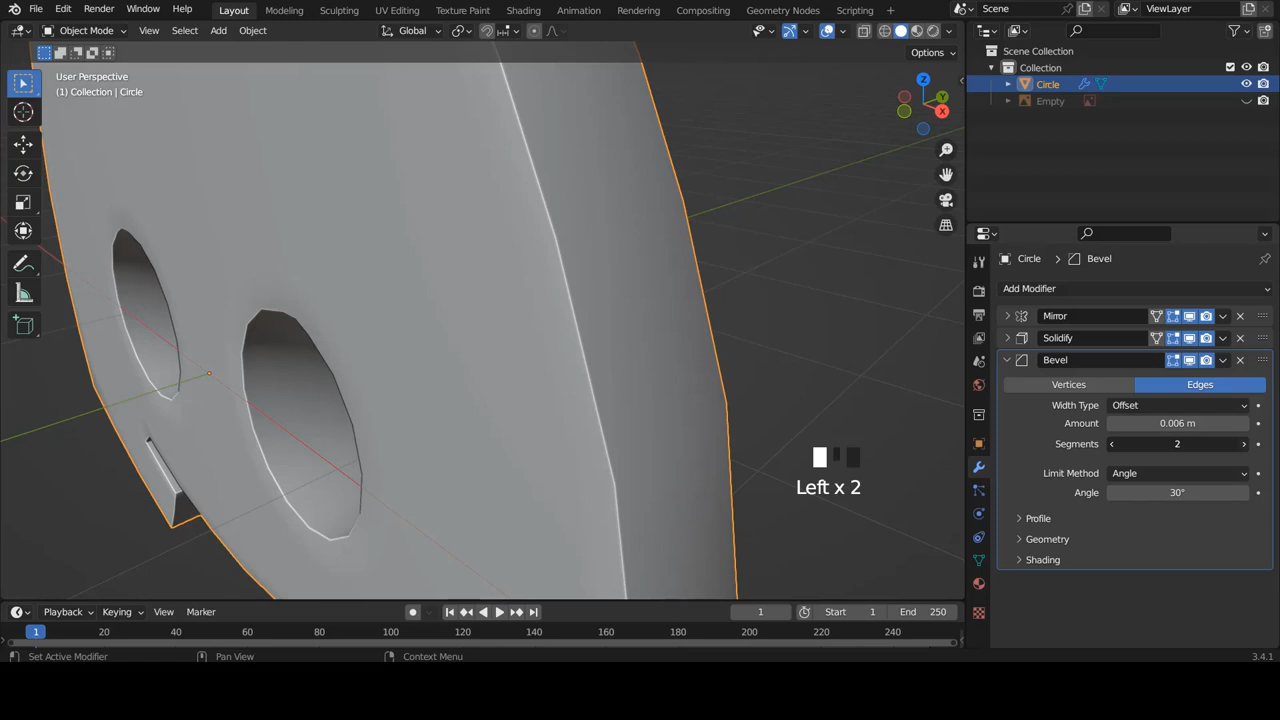 File Edit Render Window Help Layout Modeling Sculpting UV Editing Texture Paint Shading Animation Rendering Compositing Geometry Nodes Scripting Scene ViewLayer
Object Mode View Select Add Object Global
Options
User Perspective
(1) Collection | Circle
Z
Y
X
Left x 2
Scene Collection
Collection
Circle
Empty
Circle > Bevel
Add Modifier
Mirror
Solidify
Bevel
Vertices Edges
Width Type Offset
Amount 0.006 m
Segments 2
Limit Method Angle
Angle 30°
Profile
Geometry
Shading
Playback Keying View Marker 1 Start 1 End 250
1 20 40 60 80 100 120 140 160 180 200 220 240
Set Active Modifier Pan View Context Menu 3.4.1